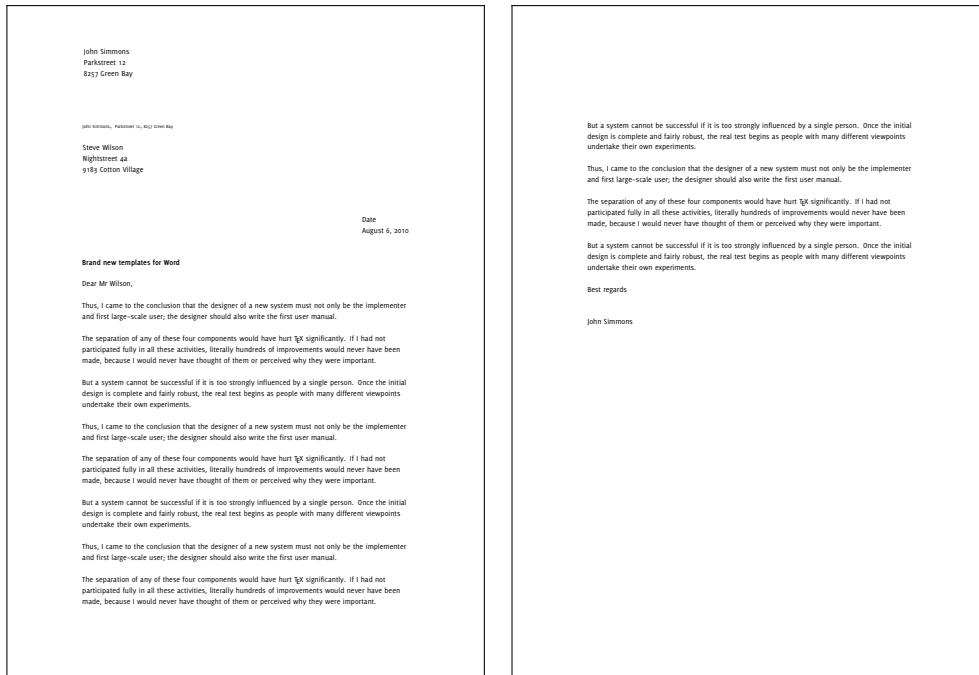 John Simmons
Parkstreet 12
8257 Green Bay
John Simmons, Parkstreet 12, 8257 Green Bay
Steve Wilson
Nightstreet 4a
9183 Cotton Village
Date
August 6, 2010
Brand new templates for Word
Dear Mr Wilson,
Thus, I came to the conclusion that the designer of a new system must not only be the implementer
and first large-scale user; the designer should also write the first user manual.
The separation of any of these four components would have hurt TEX significantly. If I had not
participated fully in all these activities, literally hundreds of improvements would never have been
made, because I would never have thought of them or perceived why they were important.
But a system cannot be successful if it is too strongly influenced by a single person. Once the initial
design is complete and fairly robust, the real test begins as people with many different viewpoints
undertake their own experiments.
Thus, I came to the conclusion that the designer of a new system must not only be the implementer
and first large-scale user; the designer should also write the first user manual.
The separation of any of these four components would have hurt TEX significantly. If I had not
participated fully in all these activities, literally hundreds of improvements would never have been
made, because I would never have thought of them or perceived why they were important.
But a system cannot be successful if it is too strongly influenced by a single person. Once the initial
design is complete and fairly robust, the real test begins as people with many different viewpoints
undertake their own experiments.
Thus, I came to the conclusion that the designer of a new system must not only be the implementer
and first large-scale user; the designer should also write the first user manual.
The separation of any of these four components would have hurt TEX significantly. If I had not
participated fully in all these activities, literally hundreds of improvements would never have been
made, because I would never have thought of them or perceived why they were important.
But a system cannot be successful if it is too strongly influenced by a single person. Once the initial
design is complete and fairly robust, the real test begins as people with many different viewpoints
undertake their own experiments.
Thus, I came to the conclusion that the designer of a new system must not only be the implementer
and first large-scale user; the designer should also write the first user manual.
The separation of any of these four components would have hurt TEX significantly. If I had not
participated fully in all these activities, literally hundreds of improvements would never have been
made, because I would never have thought of them or perceived why they were important.
But a system cannot be successful if it is too strongly influenced by a single person. Once the initial
design is complete and fairly robust, the real test begins as people with many different viewpoints
undertake their own experiments.
Best regards
John Simmons